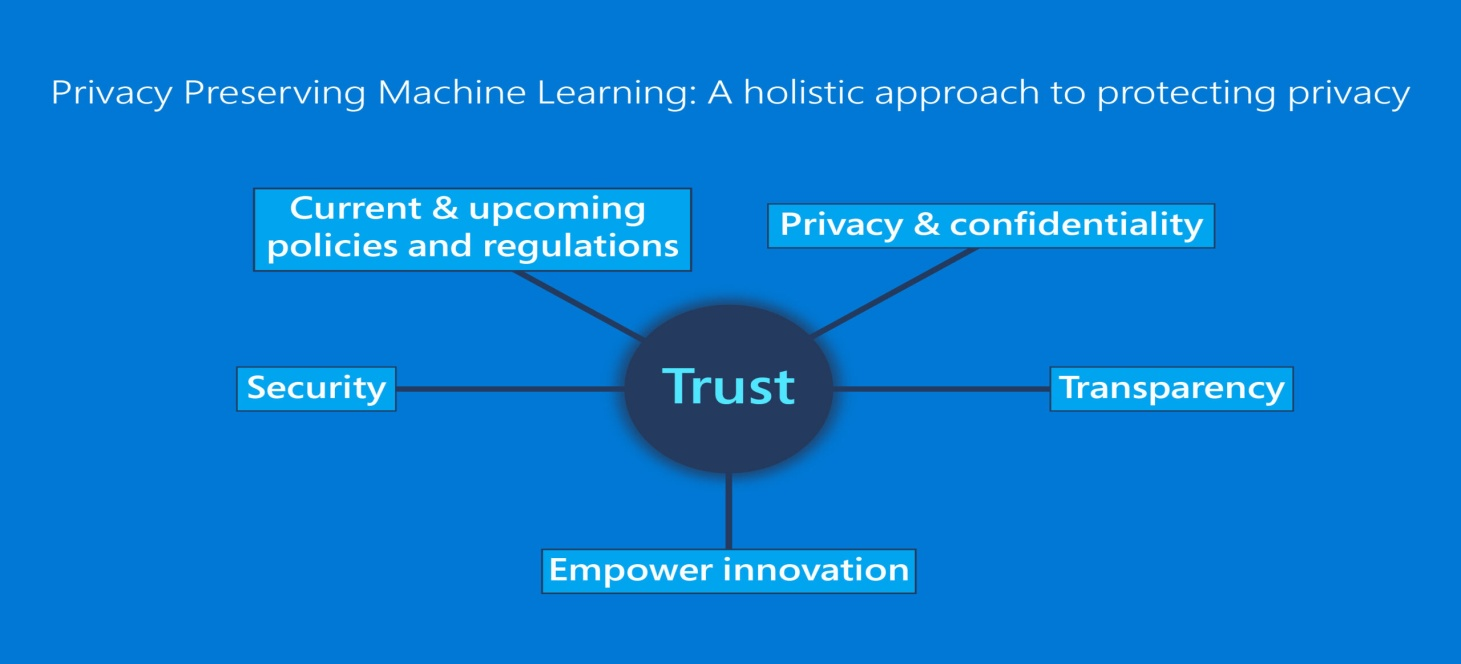 Privacy Preserving Machine Learning: A holistic approach to protecting privacy
Current & upcoming
policies and regulations
Privacy & confidentiality
Security
Trust
Transparency
Empower innovation